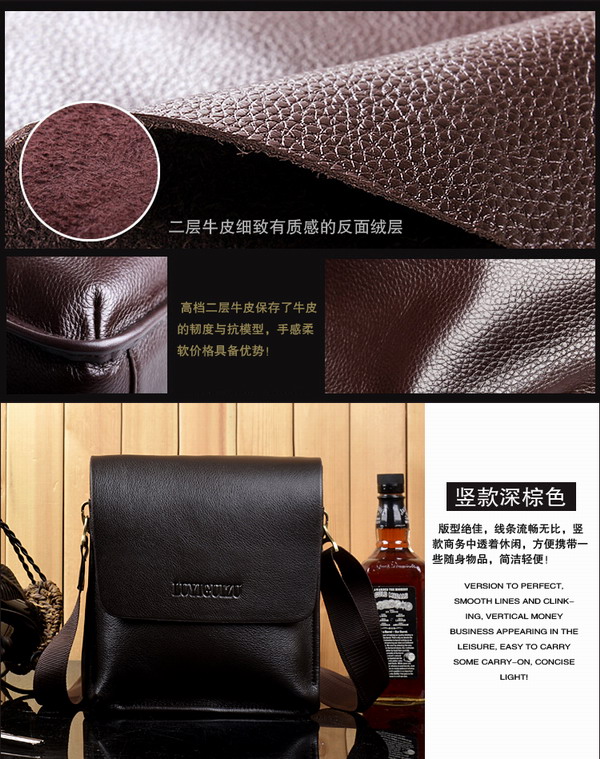 二层牛皮细致有质感的反面绒层
高档二层牛皮保存了牛皮
的韧度与抗模型，手感柔
软价格具备优势！
竖款深棕色
版型绝佳，线条流畅无比，竖
款商务中透着休闲，方便携带一
些随身物品，简洁轻便！
VERSION TO PERFECT,
SMOOTH LINES AND CLINK-
ING, VERTICAL MONEY
BUSINESS APPEARING IN THE
LEISURE, EASY TO CARRY
SOME CARRY-ON, CONCISE
LIGHT!